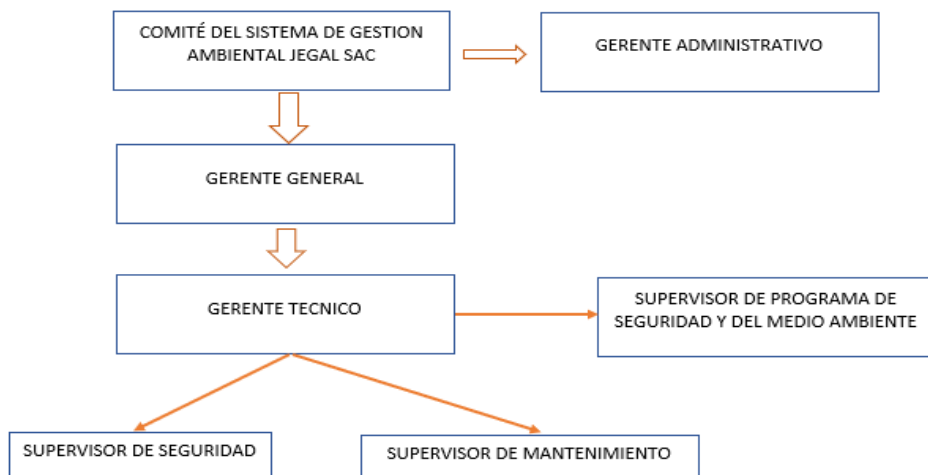 COMITÉ DEL SISTEMA DE GESTION
AMBIENTAL JEGAL SAC
GERENTE ADMINISTRATIVO
GERENTE GENERAL
GERENTE TECNICO
SUPERVISOR DE PROGRAMA DE
SEGURIDAD Y DEL MEDIO AMBIENTE
SUPERVISOR DE SEGURIDAD
SUPERVISOR DE MANTENIMIENTO